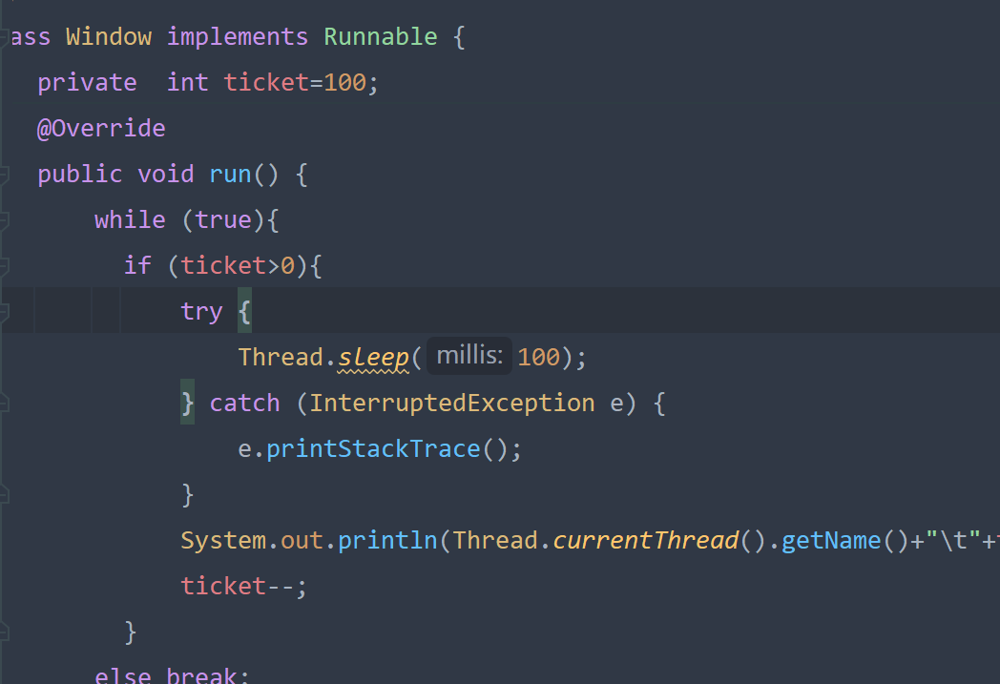 ass Window implements Runnable {
private  int ticket=100;
@Override
public void run() {
while (true){
if (ticket>0){
try {
Thread.sleep( millis: 100);
} catch (InterruptedException e) {
e.printStackTrace();
}
System.out.println(Thread.currentThread().getName()+"\t"+
ticket--;
}
else break;